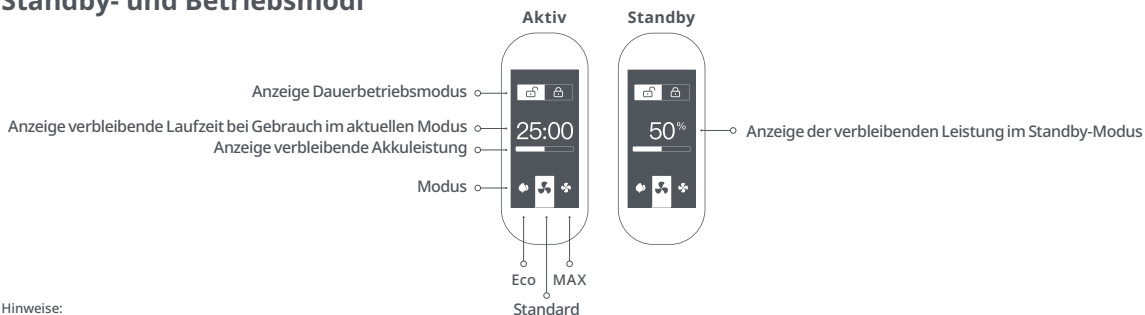 Standby- und Betriebsmodi
Aktiv
Standby
Anzeige Dauerbetriebsmodus
Anzeige verbleibende Laufzeit bei Gebrauch im aktuellen Modus
25:00
50%
Anzeige der verbleibenden Leistung im Standby-Modus
Anzeige verbleibende Akkuleistung
Modus
Eco
MAX
Standard
Hinweise: